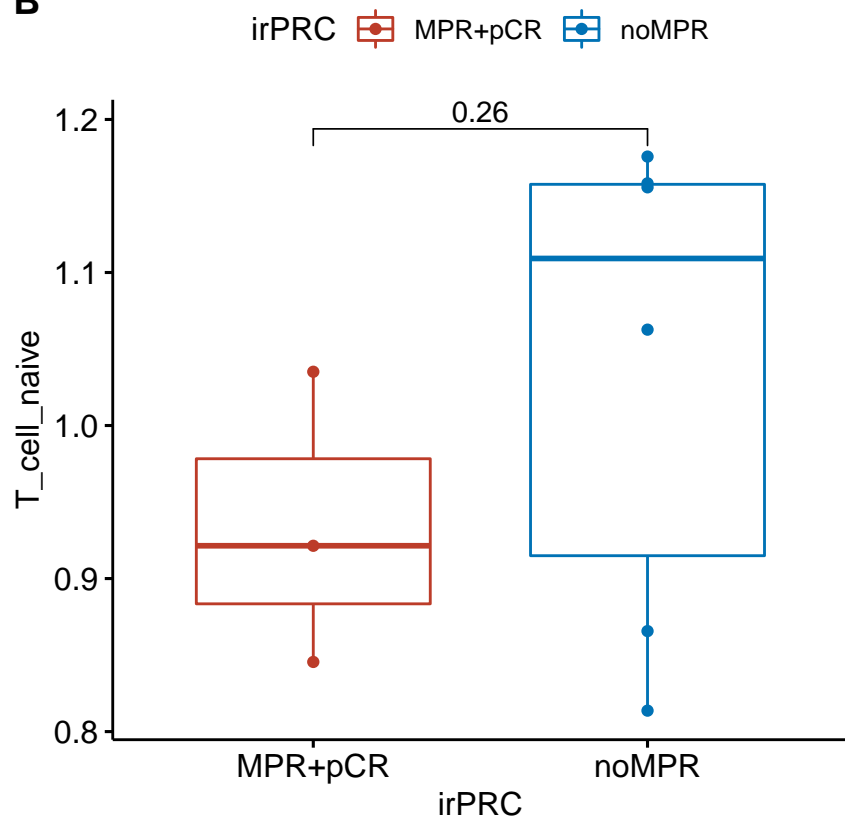 B
irPRC MPR+pCR noMPR
0.26
1.2
1.1
1.0
0.9
0.8
T_cell_naive
MPR+pCR noMPR
irPRC